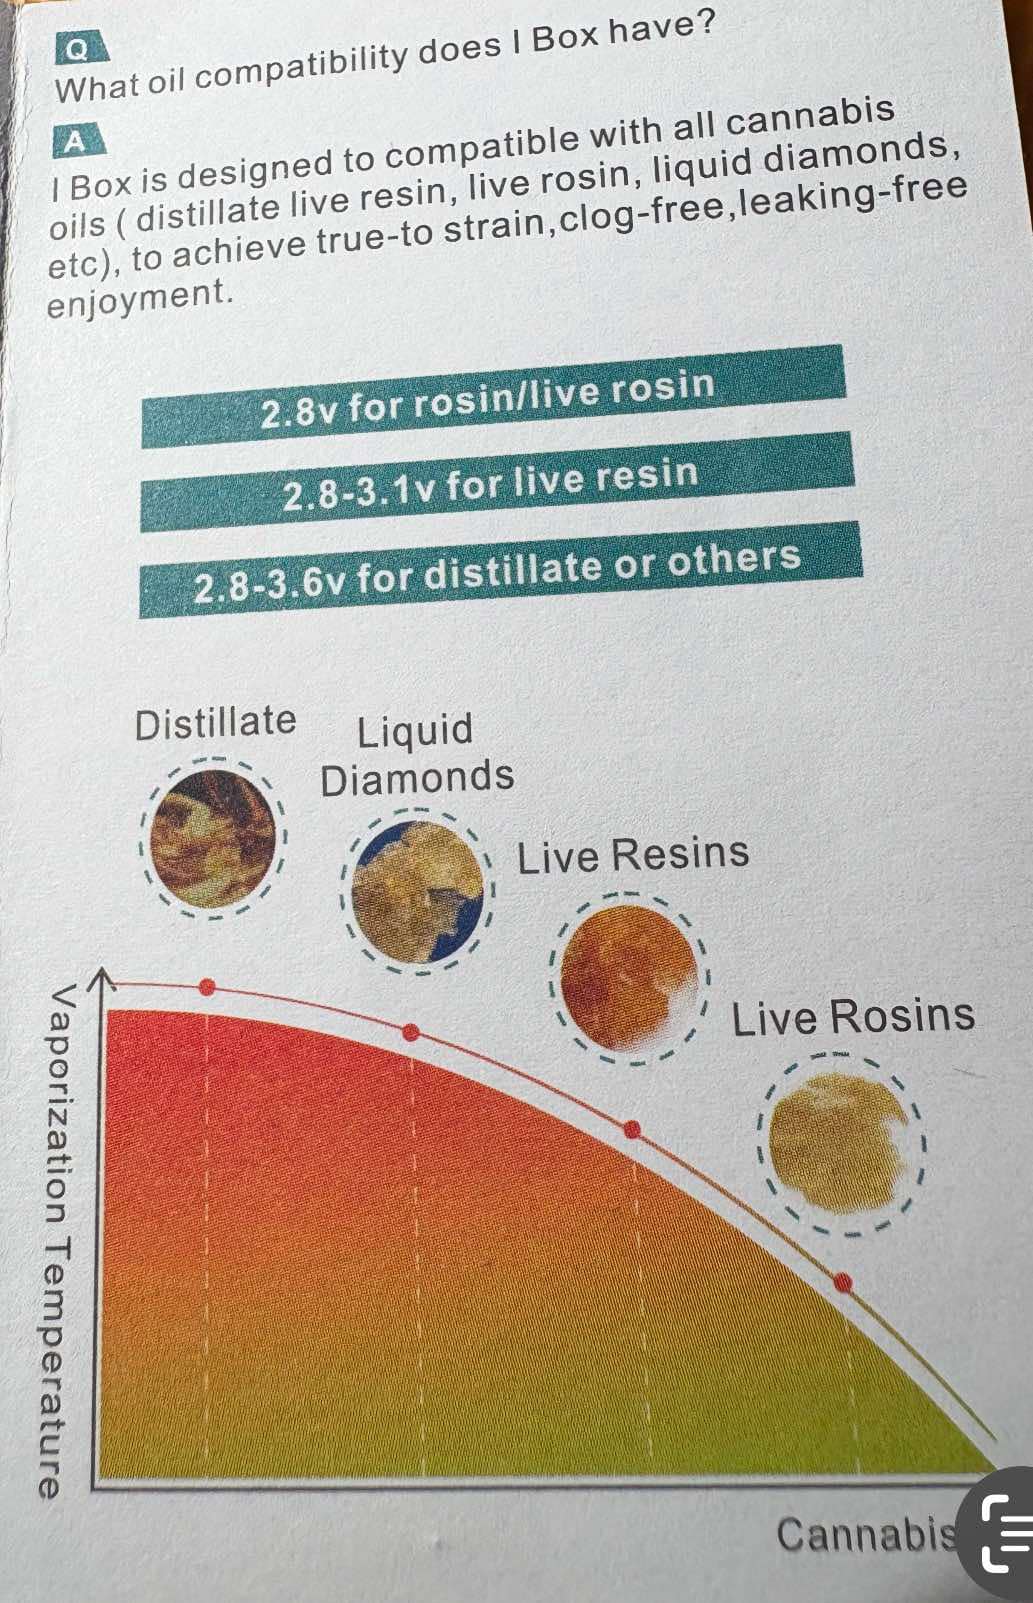 Q
What oil compatibility does I Box have?
A
I Box is designed to compatible with all cannabis
oils ( distillate live resin, live rosin, liquid diamonds,
etc), to achieve true-to strain,clog-free,leaking-free
enjoyment.
2.8v for rosin/live rosin
2.8-3.1v for live resin
2.8-3.6v for distillate or others
Distillate
Liquid
Diamonds
Live Resins
Live Rosins
Vaporization Temperature
Cannabis